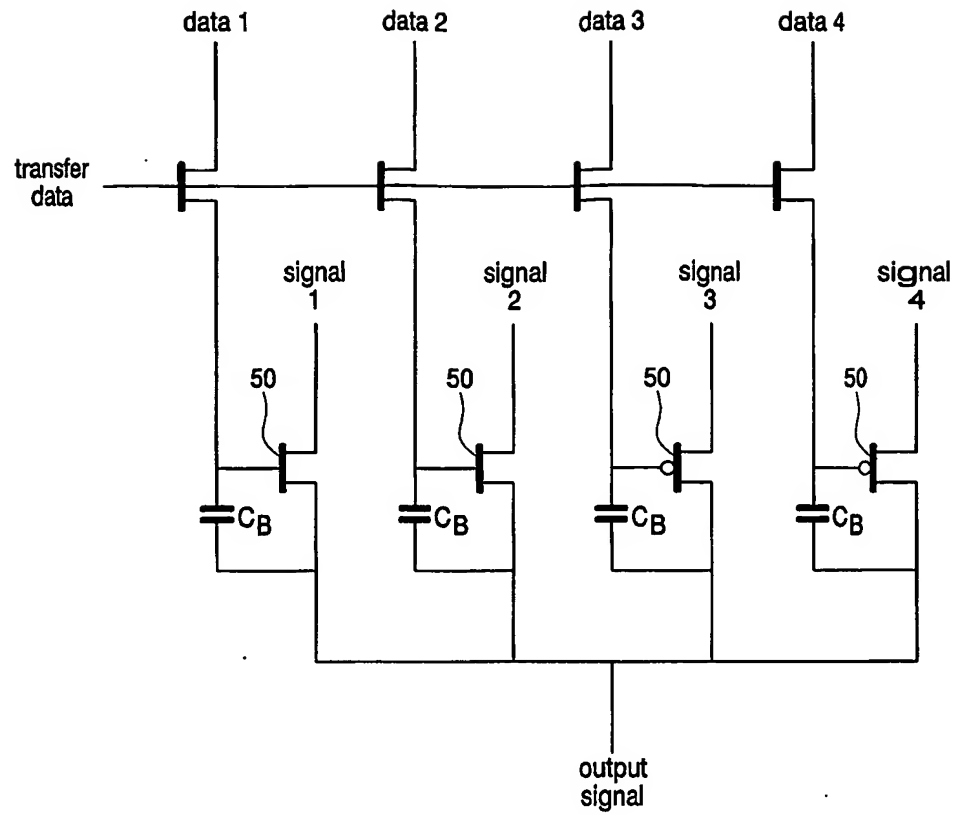 data 1
data 2
data 3
data 4
transfer
data
signal
1
signal
2
signal
3
signal
4
50
50
50
50
CB
CB
CB
CB
output
signal